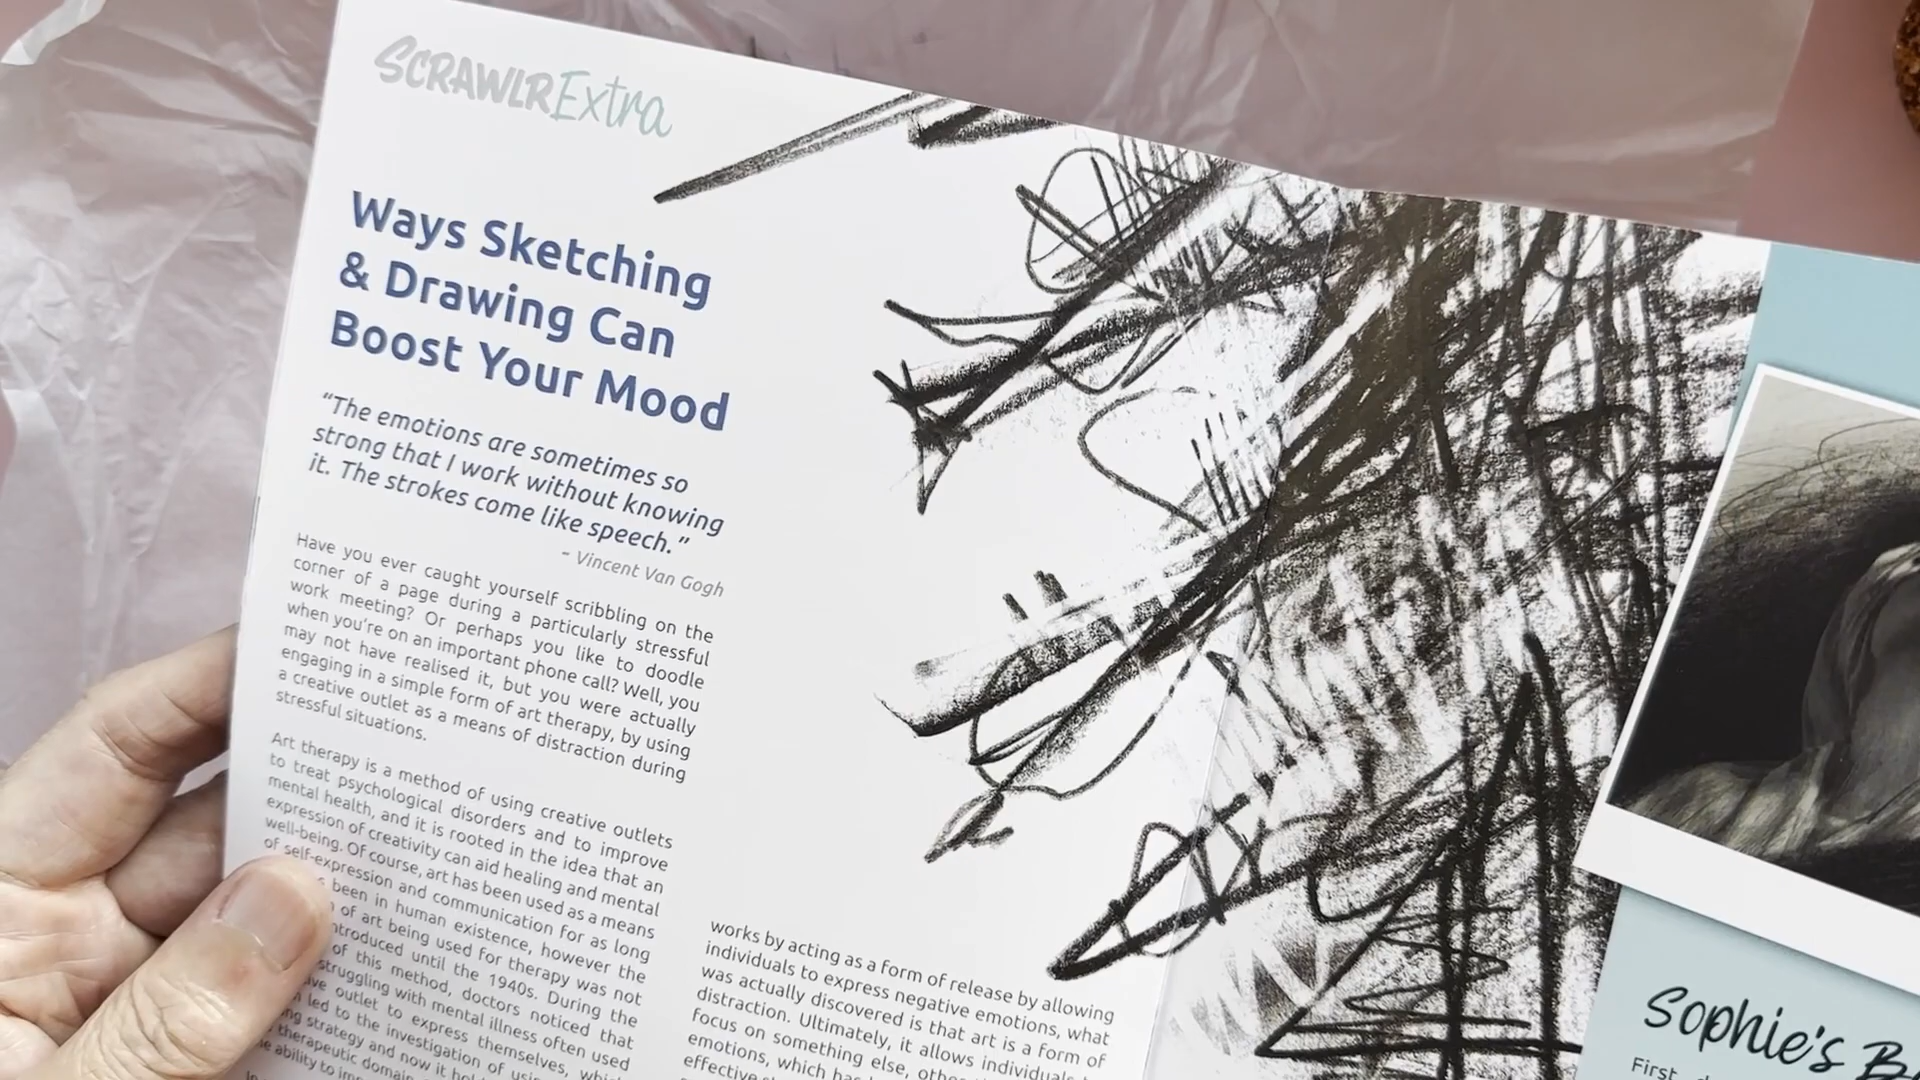 SCRAWLR Extra
Ways Sketching
& Drawing Can
Boost Your Mood
“The emotions are sometimes so
strong that I work without knowing
it. The strokes come like speech.”
~ Vincent Van Gogh
Have you ever caught yourself scribbling on the
corner of a page during a particularly stressful
work meeting? Or perhaps you like to doodle
when you’re on an important phone call? Well, you
may not have realised it, but you were actually
engaging in a simple form of art therapy, by using
a creative outlet as a means of distraction during
stressful situations.
Art therapy is a method of using creative outlets
to treat psychological disorders and to improve
mental health, and it is rooted in the idea that an
expression of creativity can aid healing and mental
well-being. Of course, art has been used as a means
of self-expression and communication for as long
been in human existence, however the
of art being used for therapy was not
introduced until the 1940s. During the
of this method, doctors noticed that
struggling with mental illness often used
outlet to express themselves, which
led to the investigation of using
strategy and now it
therapeutic domain
ability to
works by acting as a form of release by allowing
individuals to express negative emotions, what
was actually discovered is that art is a form of
distraction. Ultimately, it allows individuals
focus on something else,
emotions, which has
effective
Sophie's
First